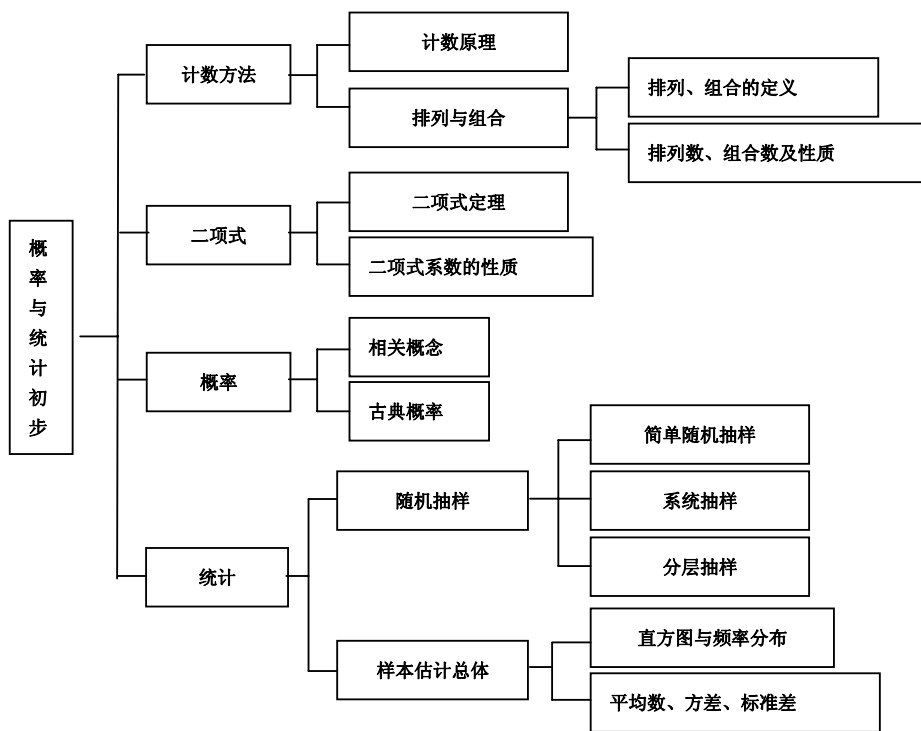 概率与统计初步
计数方法
计数原理
排列与组合
排列、组合的定义
排列数、组合数及性质
二项式
二项式定理
二项式系数的性质
概率
相关概念
古典概率
统计
随机抽样
简单随机抽样
系统抽样
分层抽样
样本估计总体
直方图与频率分布
平均数、方差、标准差